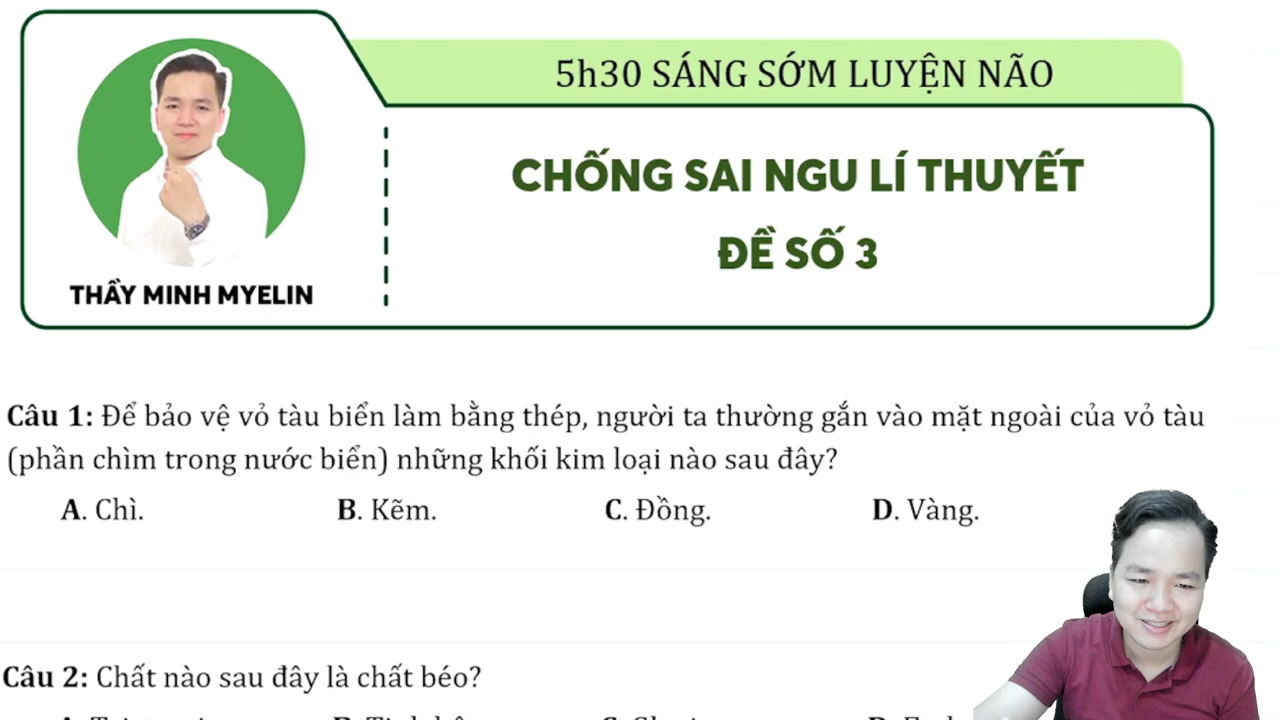 5h30 SÁNG SỚM LUYỆN NÃO
CHỐNG SAI NGU LÍ THUYẾT
ĐỀ SỐ 3
THẦY MINH MYELIN
Câu 1: Để bảo vệ vỏ tàu biển làm bằng thép, người ta thường gắn vào mặt ngoài của vỏ tàu
(phần chìm trong nước biển) những khối kim loại nào sau đây?
A. Chì. B. Kẽm. C. Đồng. D. Vàng.
Câu 2: Chất nào sau đây là chất béo?